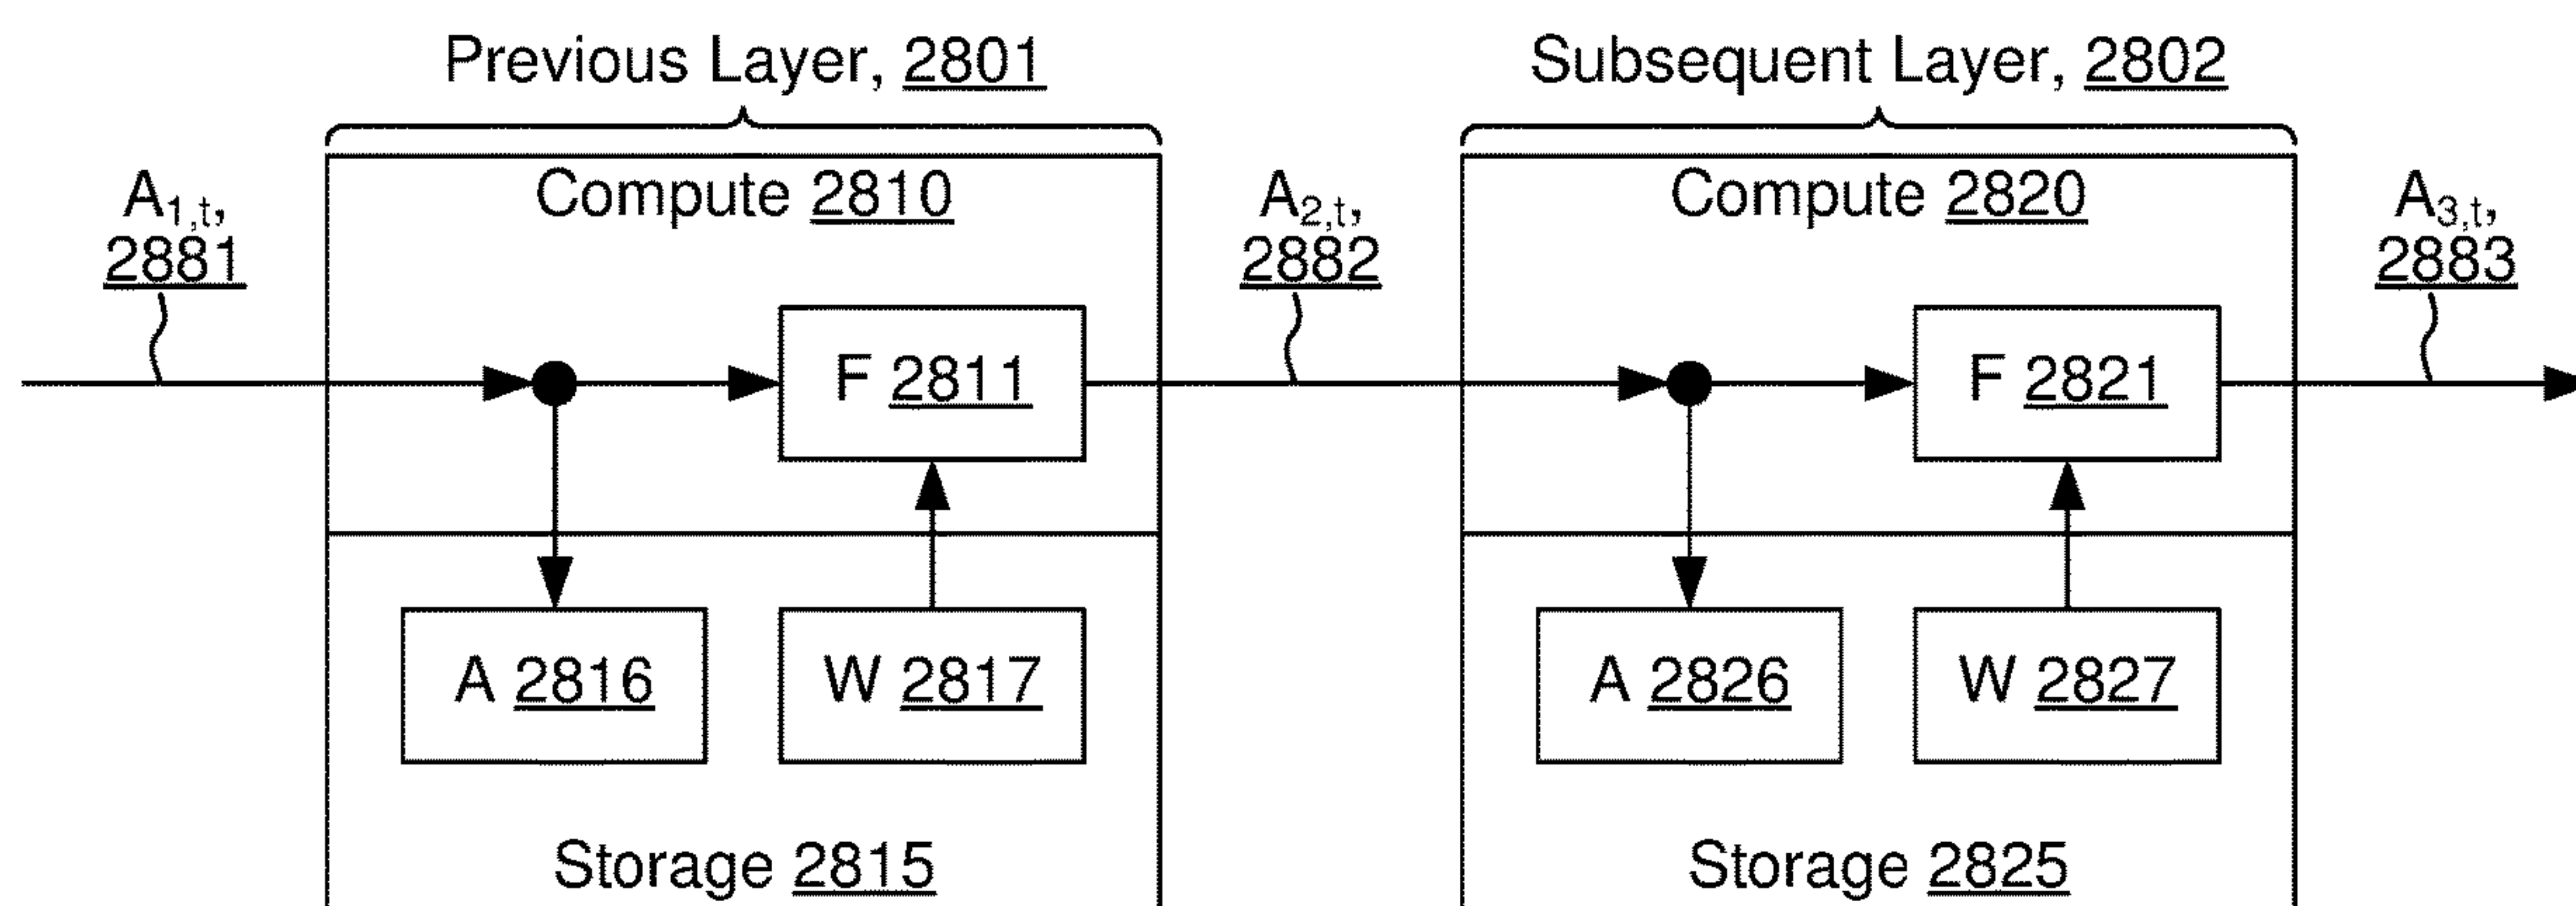 Previous Layer, 2801
Subsequent Layer, 2802
A1,t,
2881
Compute 2810
A2,t,
2882
Compute 2820
A3,t,
2883
F 2811
F 2821
A 2816
W 2817
A 2826
W 2827
Storage 2815
Storage 2825